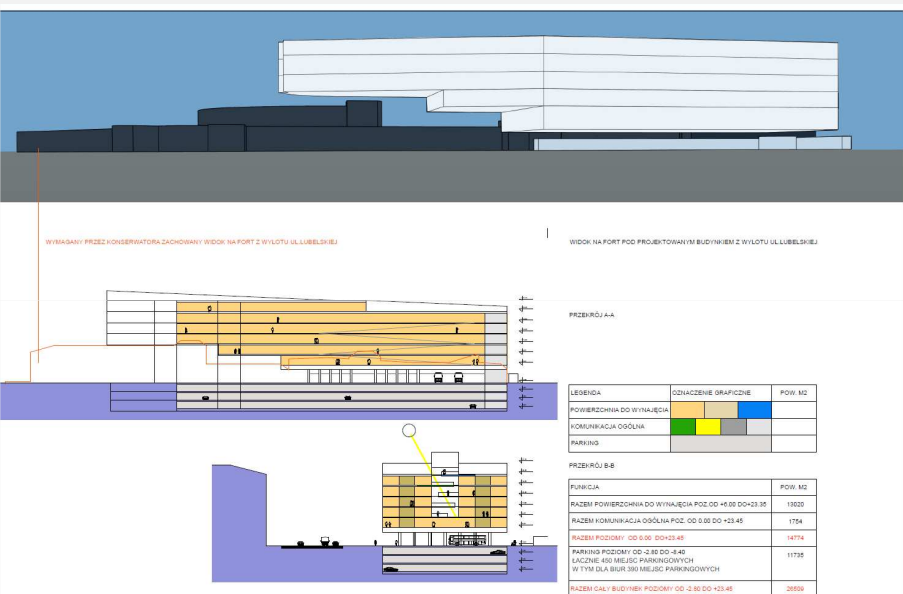 WYMAGANY PRZEZ KONSERWATORA ZACHOWANY WIDOK NA FORT Z WYLOTU UL.LUBELSKIEJ
WIDOK NA FORT POD PROJEKTOWANYM BUDYNKIEM Z WYLOTU UL.LUBELSKIEJ
PRZEKRÓJ A-A
LEGENDA OZNACZENIE GRAFICZNE POW. M2
POWIERZCHNIA DO WYNAJĘCIA
KOMUNIKACJA OGÓLNA
PARKING
PRZEKRÓJ B-B
FUNKCJA POW. M2
RAZEM POWIERZCHNIA DO WYNAJĘCIA POZ.OD +6.00 DO+23.35 13020
RAZEM KOMUNIKACJA OGÓLNA POZ. OD 0.00 DO +23.45 1754
RAZEM POZIOMY OD 0.00 DO+23.45 14774
PARKING POZIOMY OD -2.80 DO -8.40 11735
ŁACZNIE 450 MIEJSC PARKINGOWYCH
W TYM DLA BIUR 390 MIEJSC PARKINGOWYCH
RAZEM CAŁY BUDYNEK POZIOMY OD -2.80 DO +23.45 26509